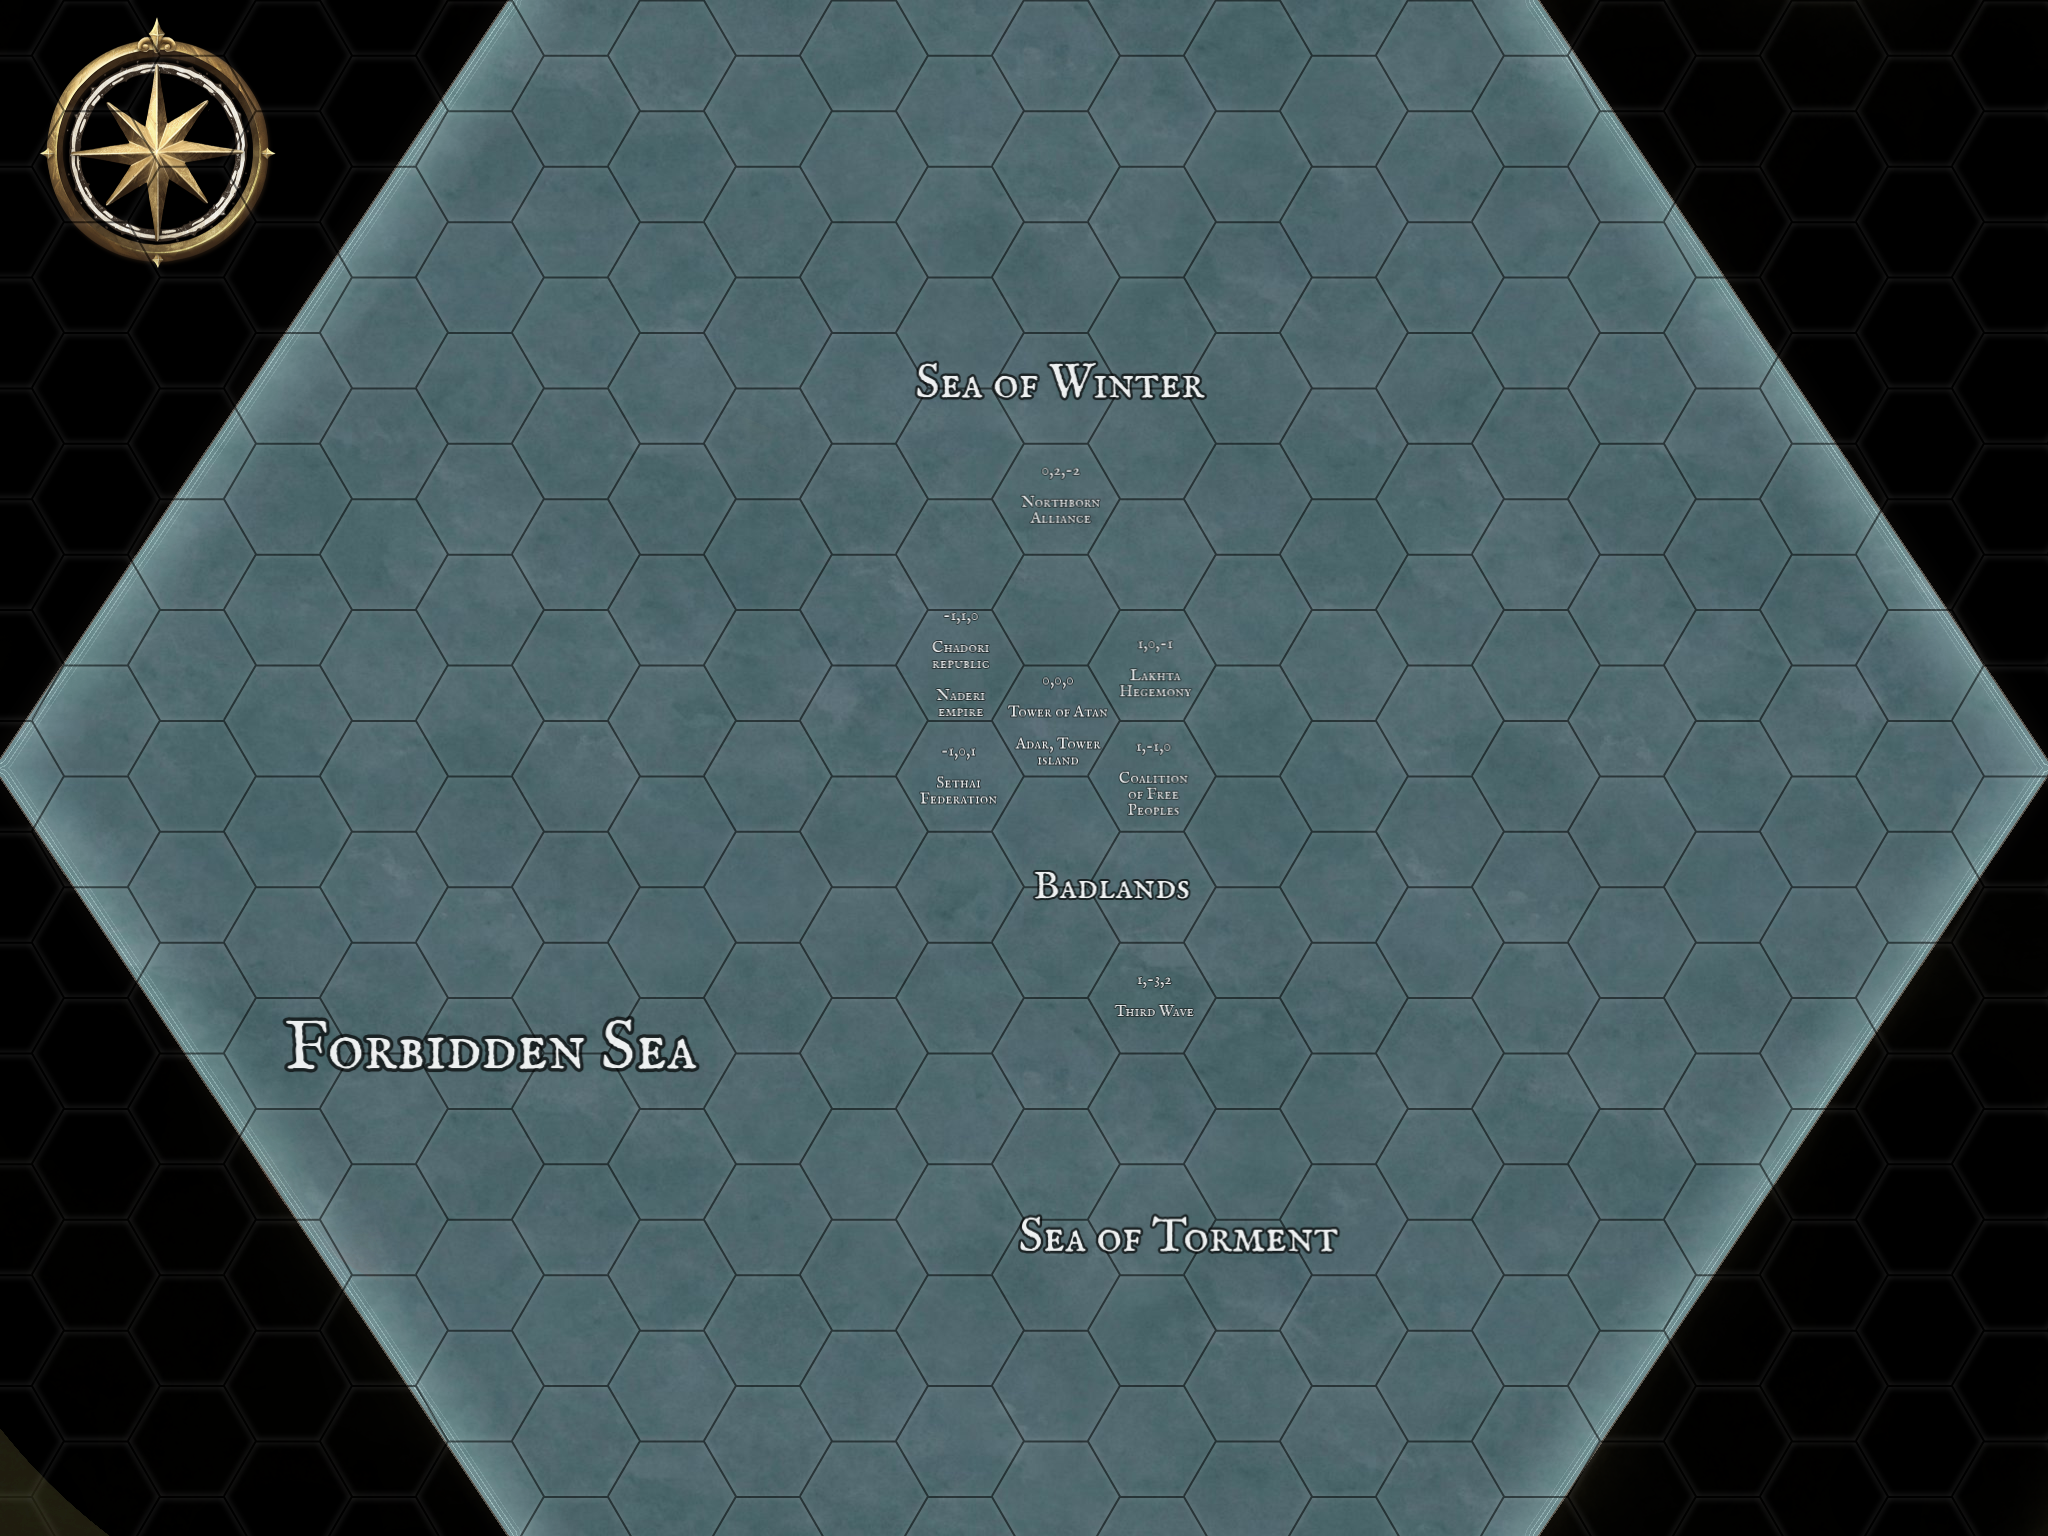 Sea of Winter
0,2,-2
Northborn
Alliance
-1,1,0
Chadori
republic
Naderi
empire
1,0,-1
Lakhta
Hegemony
0,0,0
Tower of Atan
Adar, Tower
island
-1,0,1
Sethai
Federation
1,-1,0
Coalition
of Free
Peoples
Badlands
1,-3,2
Third Wave
Forbidden Sea
Sea of Torment